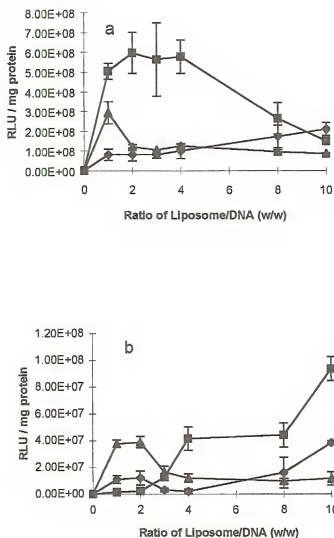 a
RLU / mg protein
8.00E+08
7.00E+08
6.00E+08
5.00E+08
4.00E+08
3.00E+08
2.00E+08
1.00E+08
0.00E+00
0 2 4 6 8 10
Ratio of Liposome/DNA (w/w)
b
RLU / mg protein
1.20E+08
1.00E+08
8.00E+07
6.00E+07
4.00E+07
2.00E+07
0.00E+00
0 2 4 6 8 10
Ratio of Liposome/DNA (w/w)